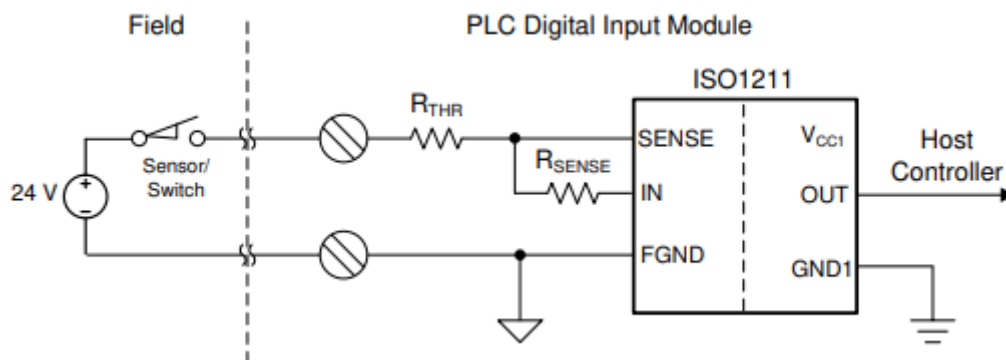 Field
PLC Digital Input Module
ISO1211
R_THR
SENSE
V_CC1
Host
Controller
Sensor/
Switch
R_SENSE
24 V
+
−
IN
OUT
FGND
GND1